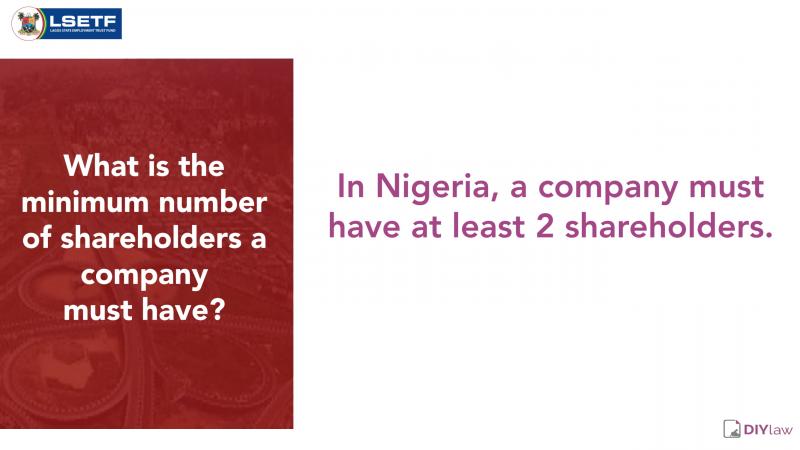 LSETF
LAGOS STATE EMPLOYMENT TRUST FUND
What is the
minimum number
of shareholders a
company
must have?
In Nigeria, a company must
have at least 2 shareholders.
DIYlaw